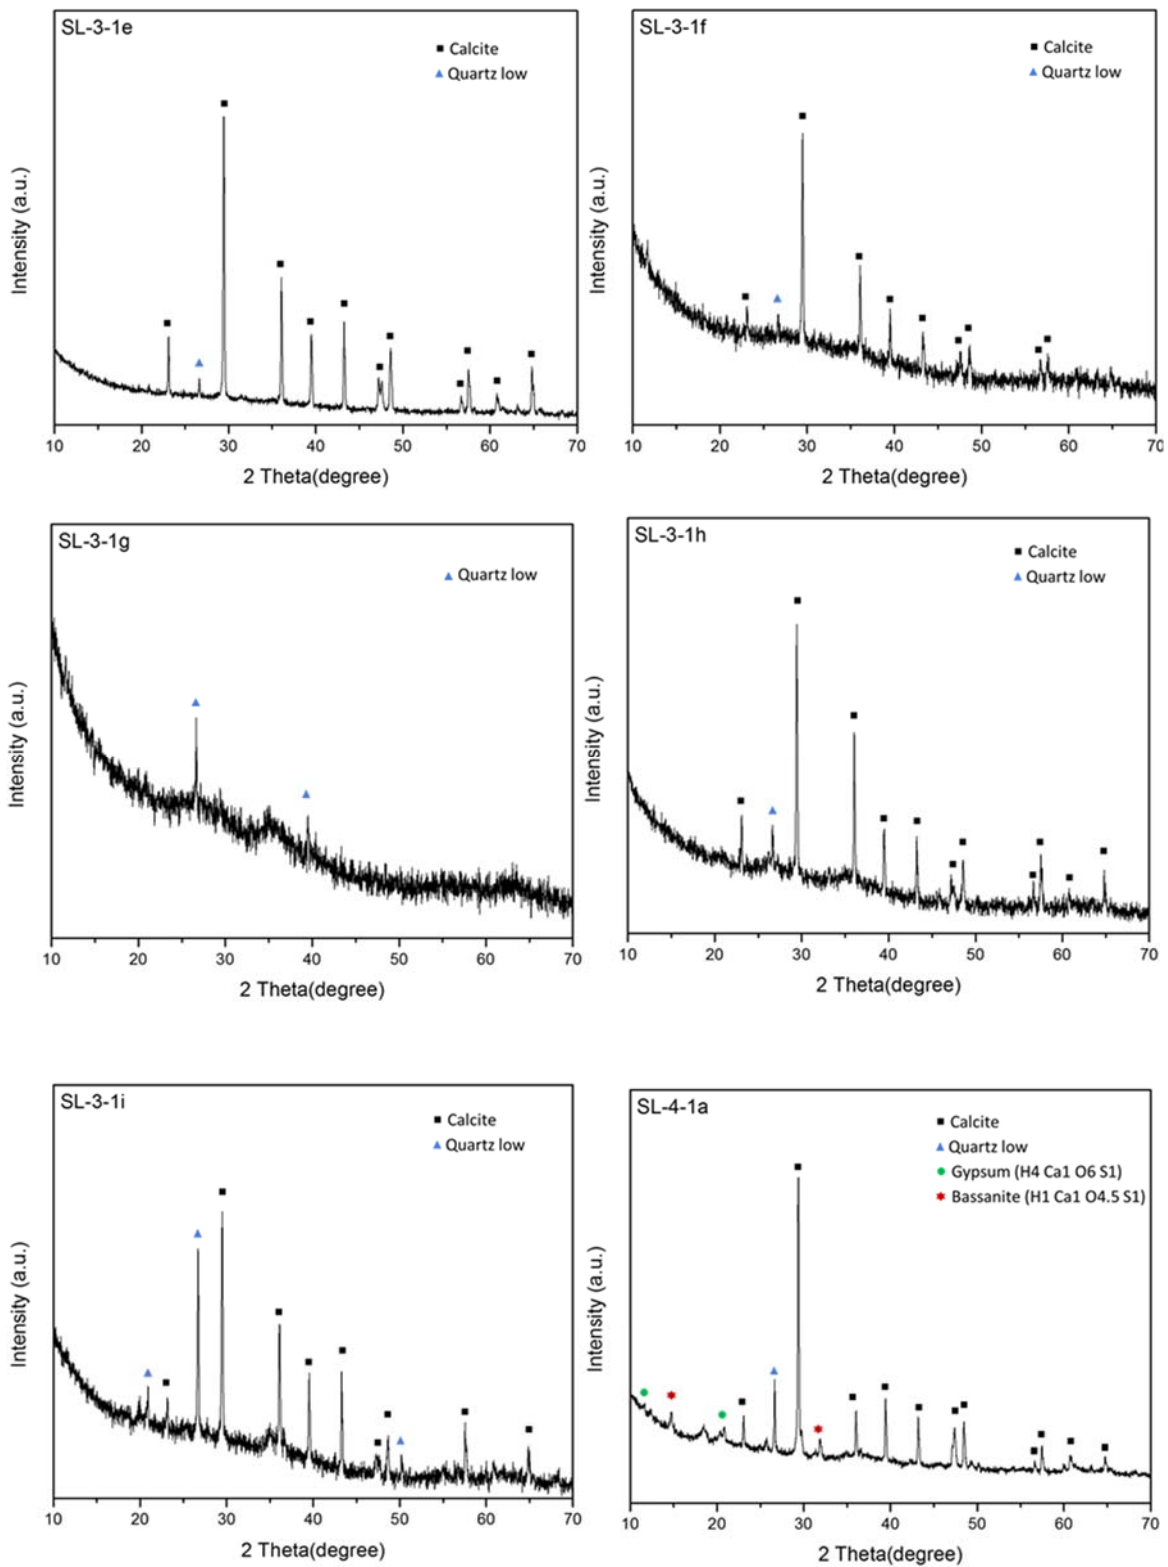 SL-3-1e
Calcite
Quartz low
Intensity (a.u.)
10 20 30 40 50 60 70
2 Theta(degree)
SL-3-1f
Calcite
Quartz low
Intensity (a.u.)
10 20 30 40 50 60 70
2 Theta(degree)
SL-3-1g
Quartz low
Intensity (a.u.)
10 20 30 40 50 60 70
2 Theta(degree)
SL-3-1h
Calcite
Quartz low
Intensity (a.u.)
10 20 30 40 50 60 70
2 Theta(degree)
SL-3-1i
Calcite
Quartz low
Intensity (a.u.)
10 20 30 40 50 60 70
2 Theta(degree)
SL-4-1a
Calcite
Quartz low
Gypsum (H4 Ca1 O6 S1)
Bassanite (H1 Ca1 O4.5 S1)
Intensity (a.u.)
10 20 30 40 50 60 70
2 Theta(degree)